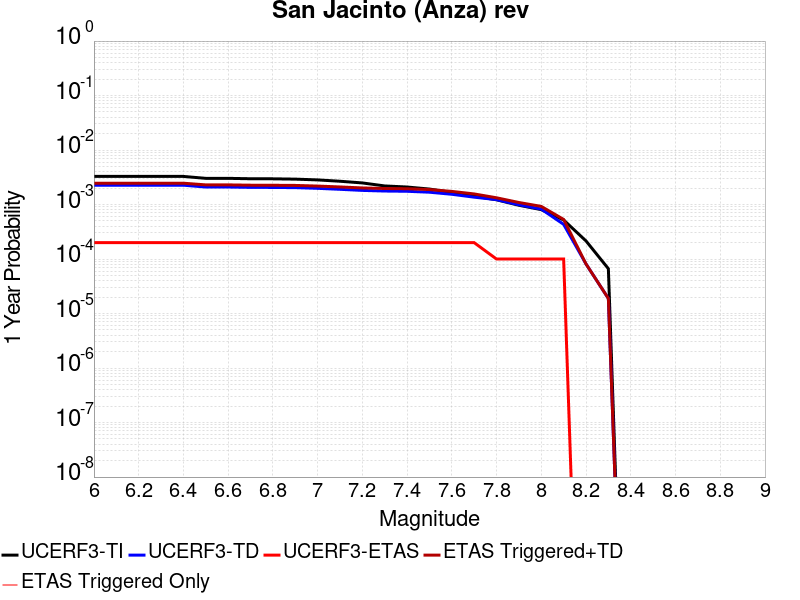 San Jacinto (Anza) rev
10^0
10^-1
10^-2
10^-3
10^-4
10^-5
10^-6
10^-7
10^-8
1 Year Probability
6 6.2 6.4 6.6 6.8 7 7.2 7.4 7.6 7.8 8 8.2 8.4 8.6 8.8 9
Magnitude
UCERF3-TI UCERF3-TD UCERF3-ETAS ETAS Triggered+TD
ETAS Triggered Only